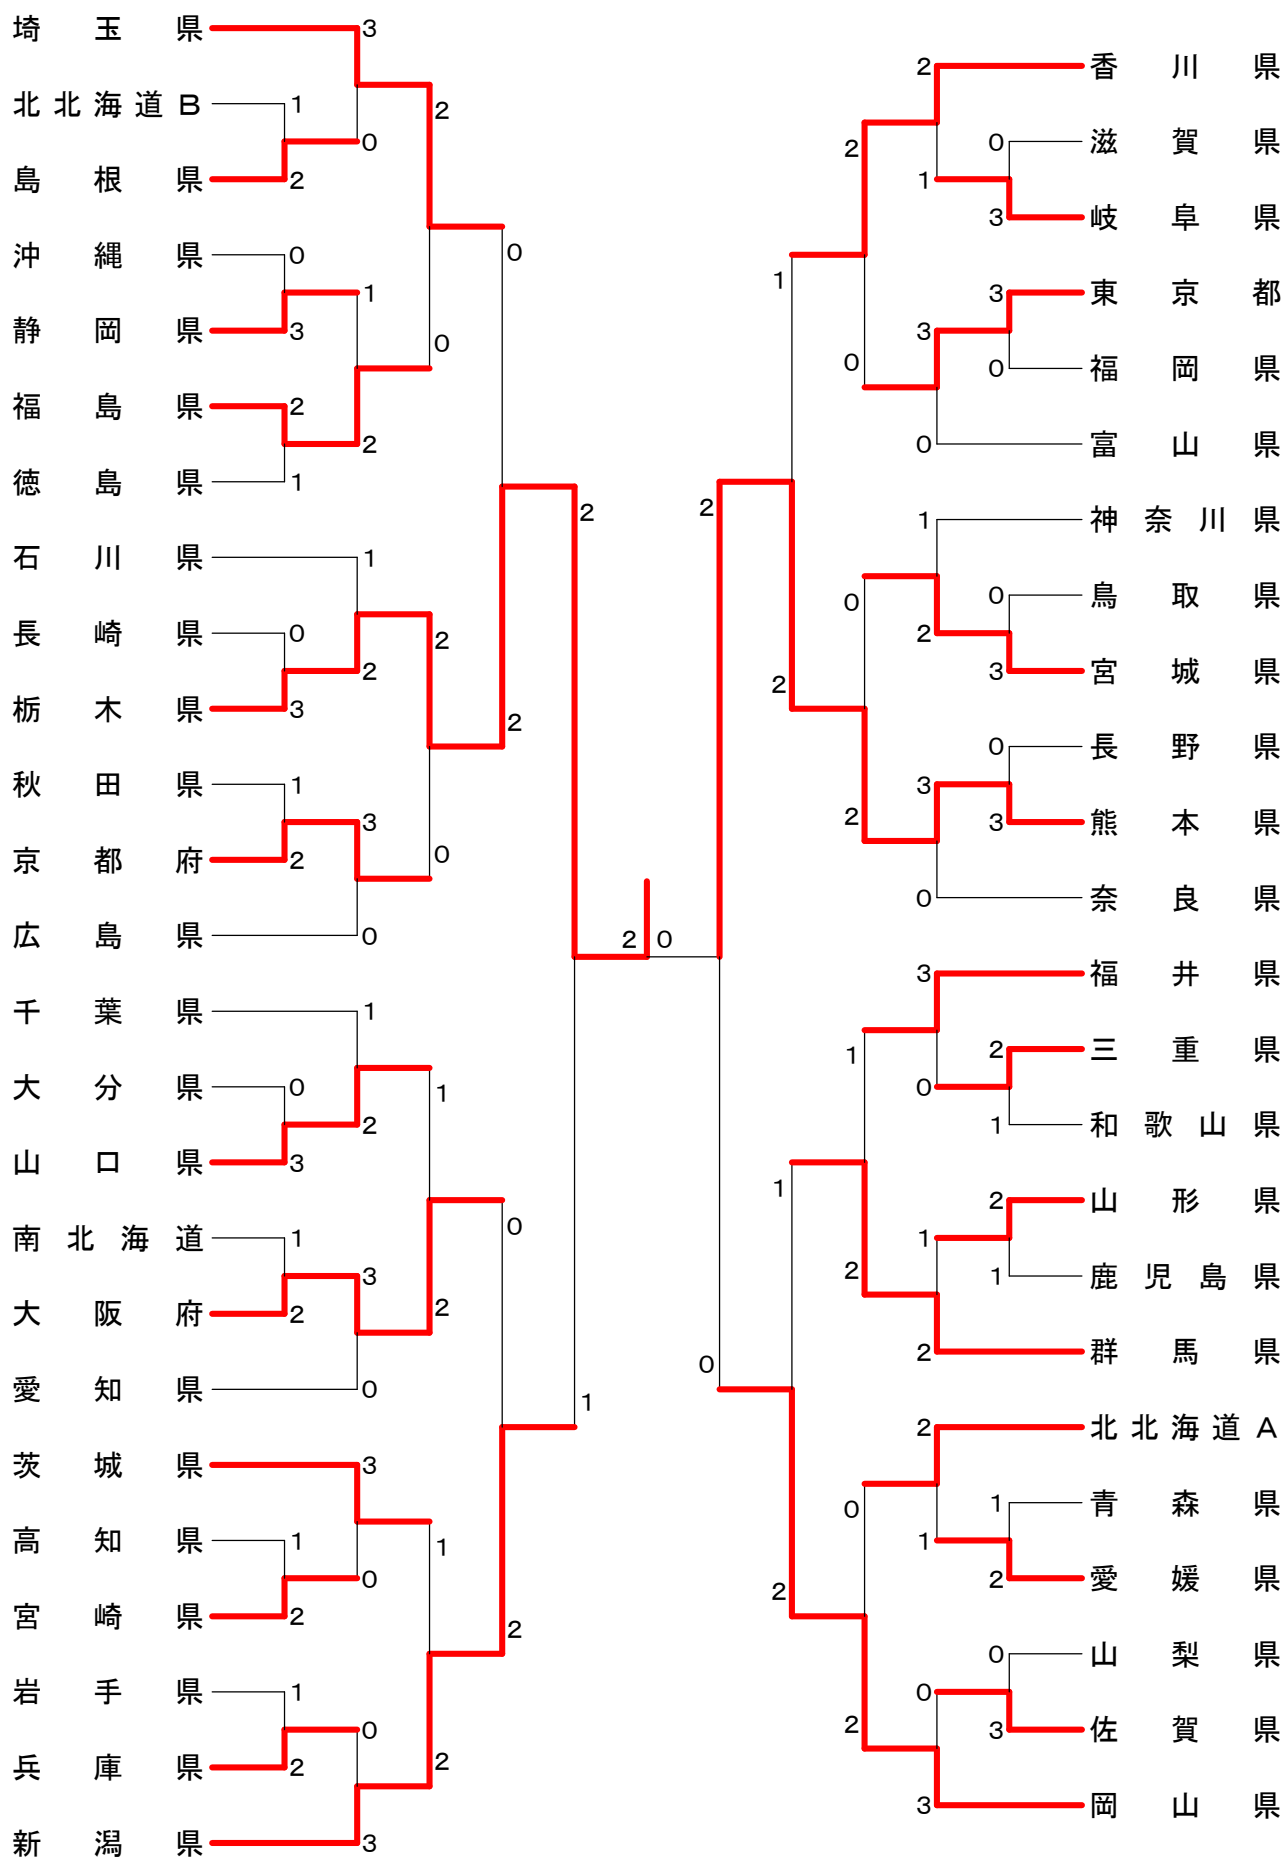 埼玉県 3
北北海道B 1
2
0
島根県 2
沖縄県 0
0
1
静岡県 3
0
福島県 2
2
徳島県 1
2
石川県 1
長崎県 0
2
2
栃木県 3
2
秋田県 1
3
京都府 2
0
広島県 0
2 0
千葉県 1
大分県 0
1
2
山口県 3
0
南北海道 1
3
大阪府 2
2
愛知県 0
1
茨城県 3
高知県 1
1
0
宮崎県 2
2
岩手県 1
0
兵庫県 2
2
新潟県 3
2 香川県
0 滋賀県
2
1
3 岐阜県
1
3 東京都
3
0 福岡県
0
0 富山県
2
1 神奈川県
0 鳥取県
0
2
3 宮城県
2
0 長野県
3
3 熊本県
2
0 奈良県
3 福井県
2 三重県
1
0
1 和歌山県
1
2 山形県
1
1 鹿児島県
2
2 群馬県
0
2 北北海道A
1 青森県
0
1
2 愛媛県
2
0 山梨県
0
3 佐賀県
2
3 岡山県